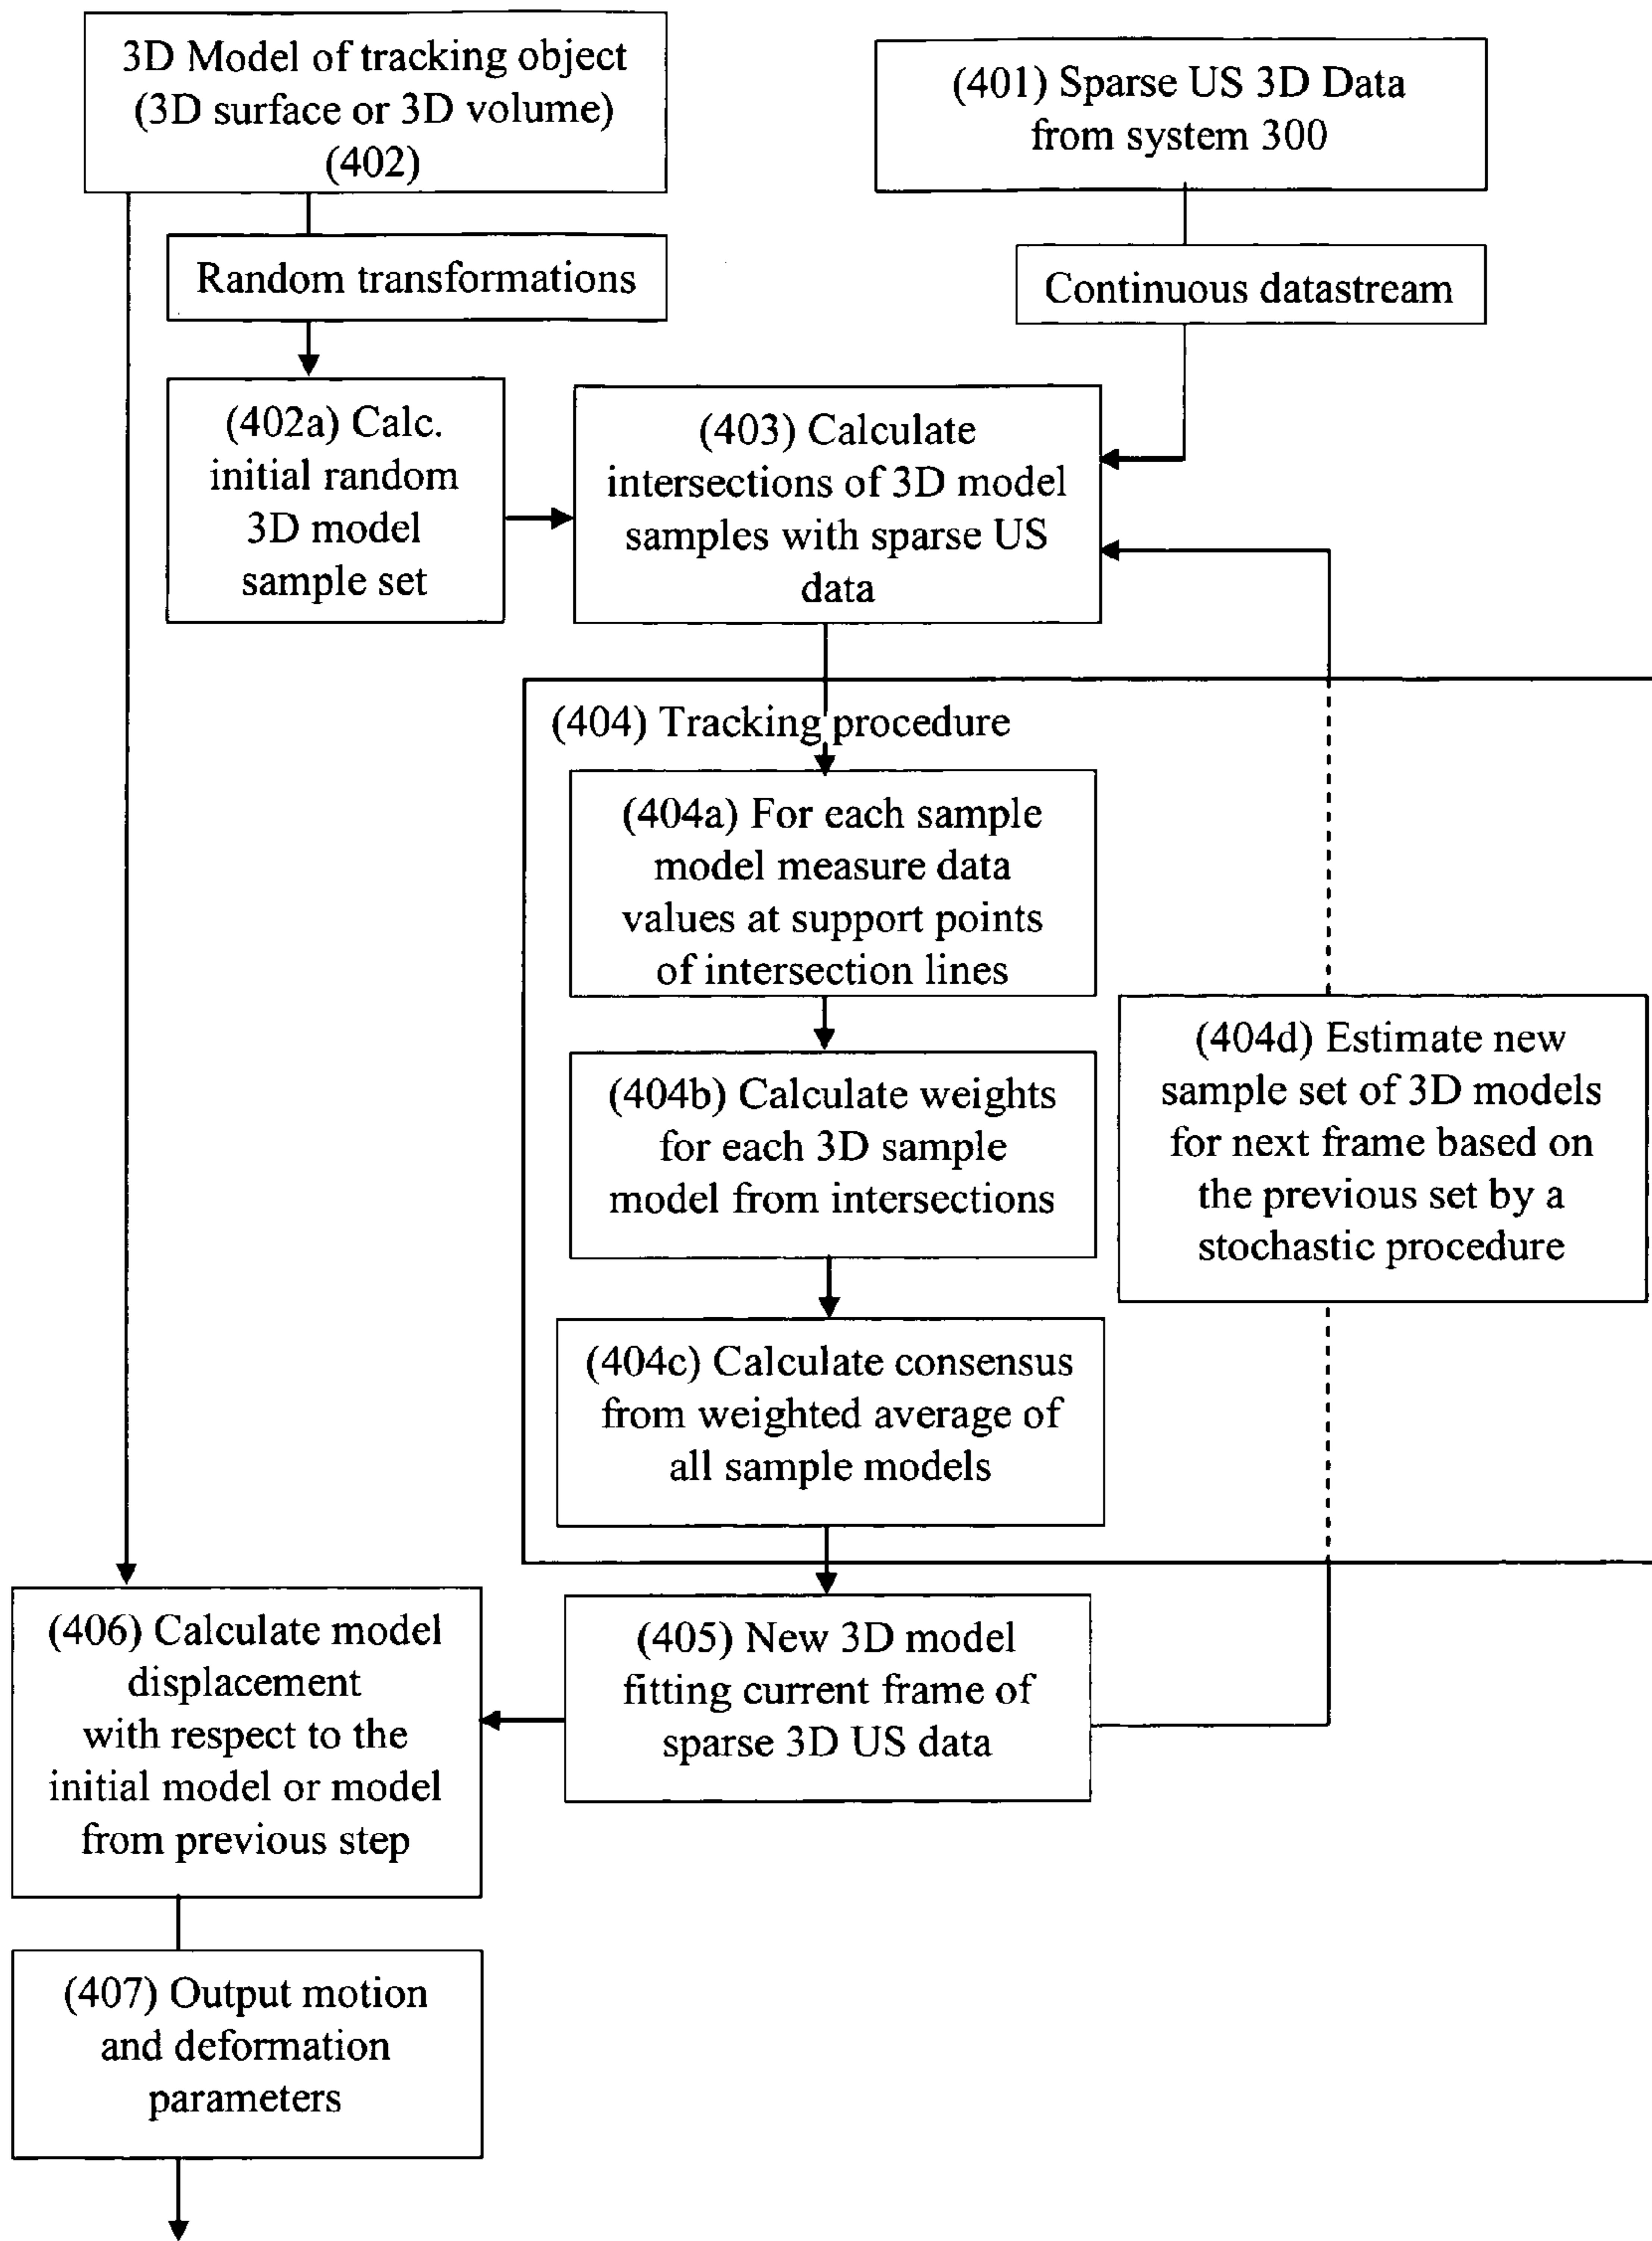 3D Model of tracking object
(3D surface or 3D volume)
(402)
(401) Sparse US 3D Data
from system 300
Random transformations
Continuous datastream
(402a) Calc.
initial random
3D model
sample set
(403) Calculate
intersections of 3D model
samples with sparse US
data
(404) Tracking procedure
(404a) For each sample
model measure data
values at support points
of intersection lines
(404b) Calculate weights
for each 3D sample
model from intersections
(404d) Estimate new
sample set of 3D models
for next frame based on
the previous set by a
stochastic procedure
(404c) Calculate consensus
from weighted average of
all sample models
(406) Calculate model
displacement
with respect to the
initial model or model
from previous step
(405) New 3D model
fitting current frame of
sparse 3D US data
(407) Output motion
and deformation
parameters